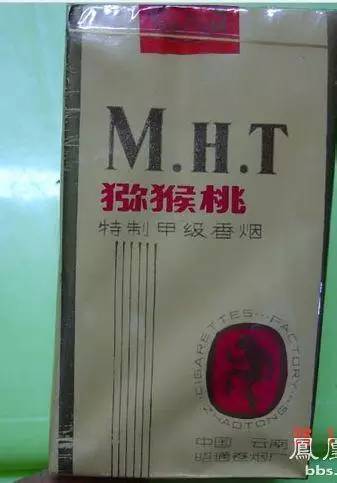 M.H.T
猕猴桃
特制甲级香烟
CIGARETTES FACTORY
ZHAOTONG
中国 云南
昭通卷烟厂
鳳凰
bbs.